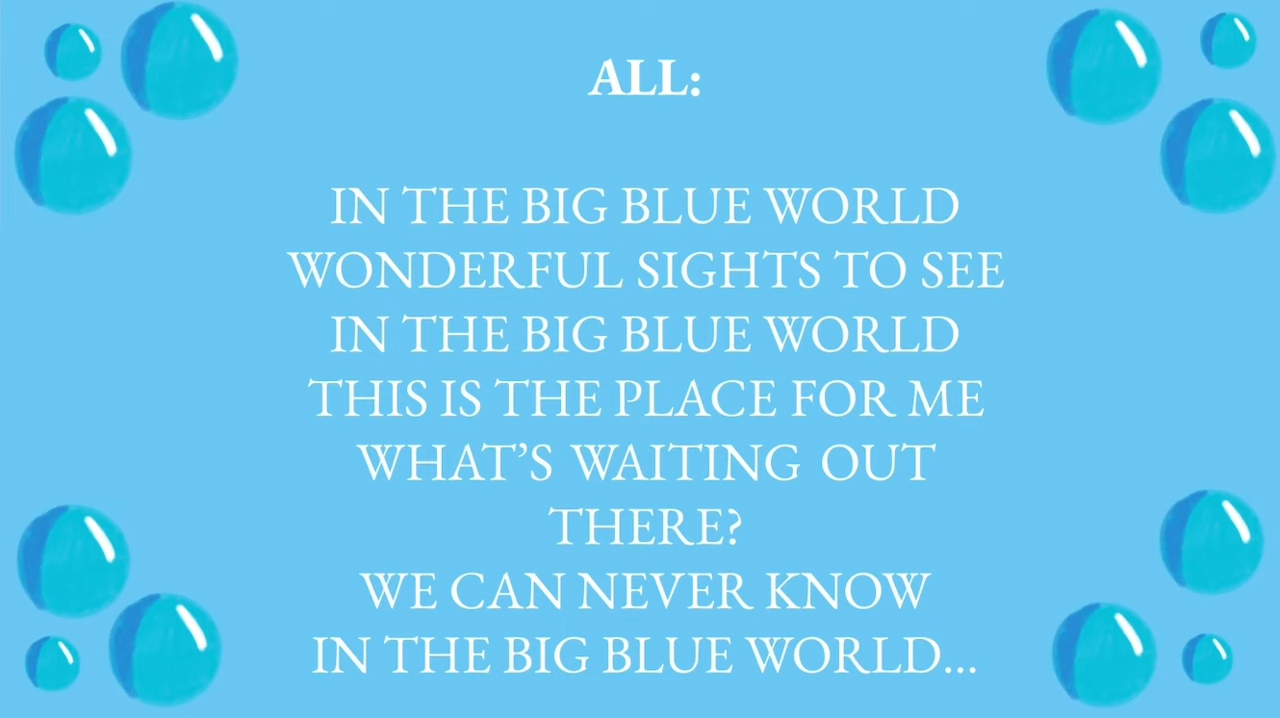 ALL:
IN THE BIG BLUE WORLD
WONDERFUL SIGHTS TO SEE
IN THE BIG BLUE WORLD
THIS IS THE PLACE FOR ME
WHAT’S WAITING OUT
THERE?
WE CAN NEVER KNOW
IN THE BIG BLUE WORLD...